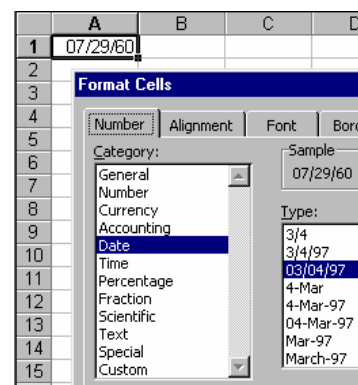 A B C D
1 07/29/60
2
3
4
5
6
7
8
9
10
11
12
13
14
15
Format Cells
Number Alignment Font Bord
Category:
General
Number
Currency
Accounting
Date
Time
Percentage
Fraction
Scientific
Text
Special
Custom
Sample
07/29/60
Type:
3/4
3/4/97
03/04/97
4-Mar
4-Mar-97
04-Mar-97
Mar-97
March-97